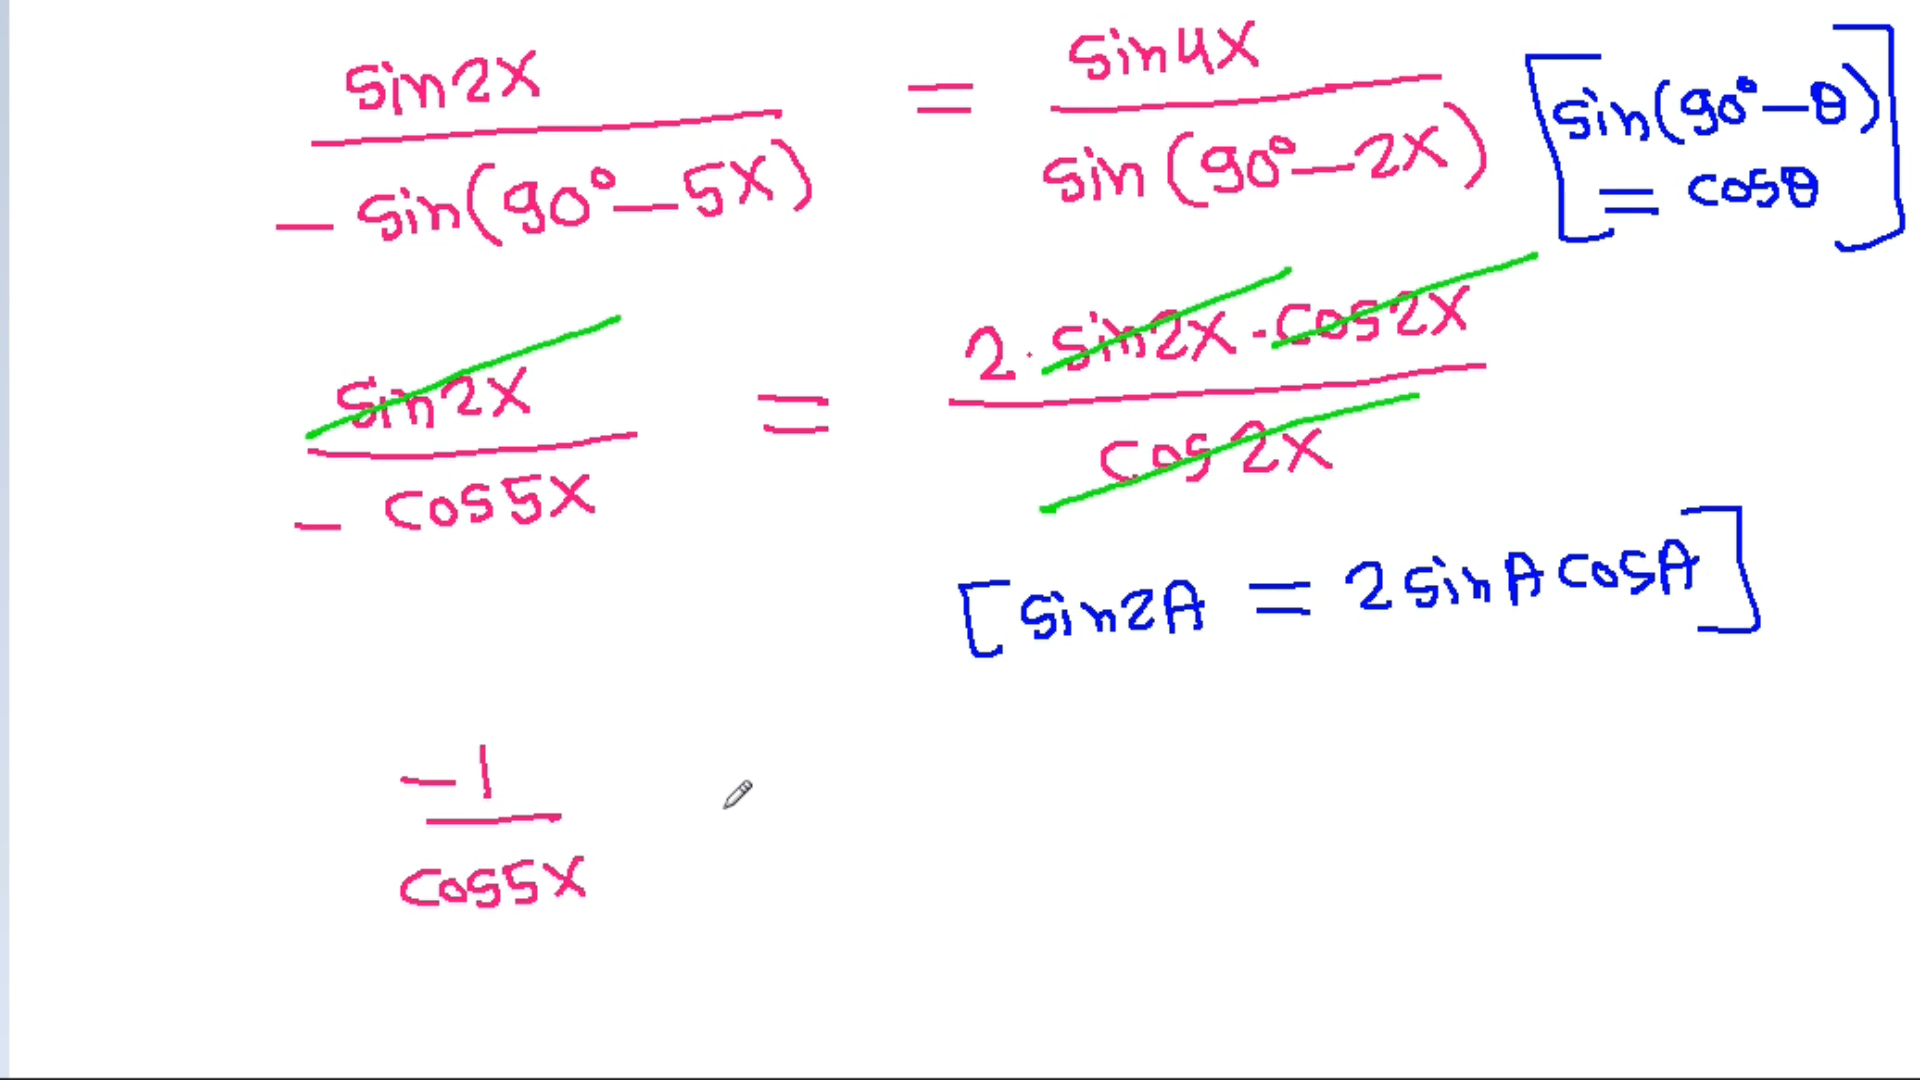 sin2x / - sin(90° - 5x) = sin4x / sin(90° - 2x) [sin(90° - θ) = cosθ]
sin2x / - cos5x = 2·sin2x·cos2x / cos2x
[sin2A = 2sinAcosA]
-1 / cos5x